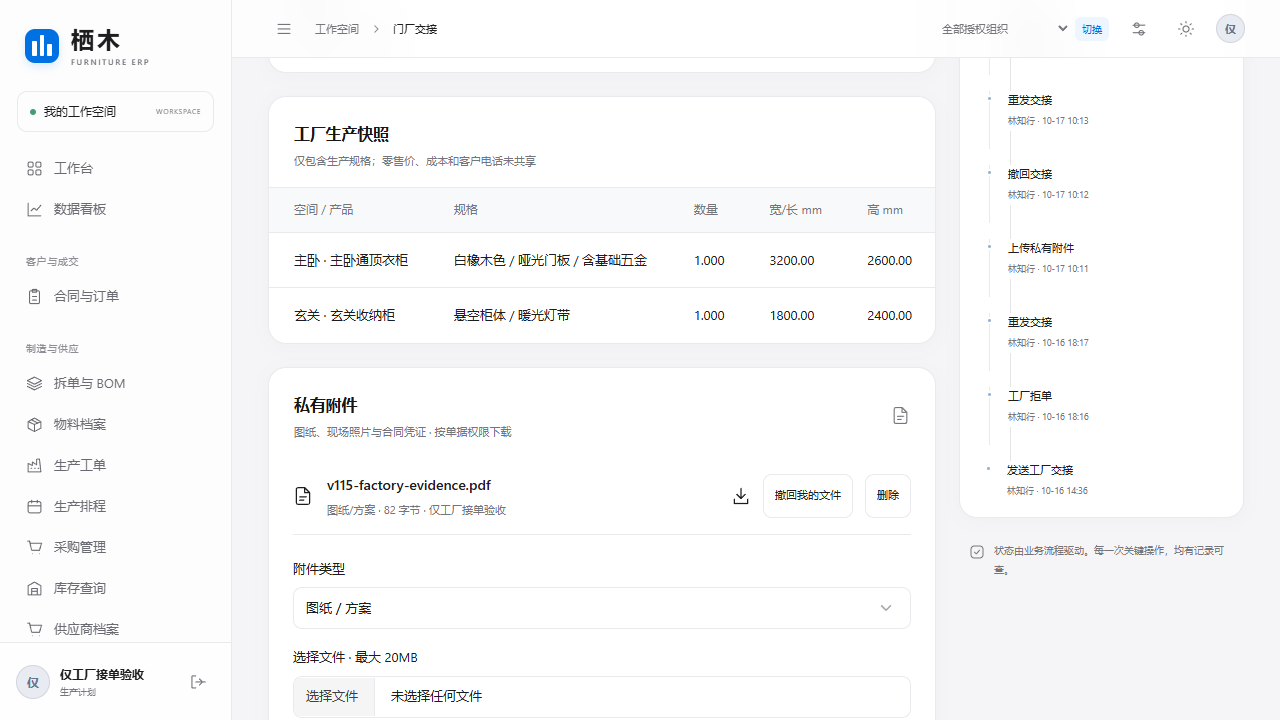 栖木
FURNITURE ERP
我的工作空间
WORKSPACE
工作台
数据看板
客户与成交
合同与订单
制造与供应
拆单与 BOM
物料档案
生产工单
生产排程
采购管理
库存查询
供应商档案
仅
仅工厂接单验收
生产计划
工作空间
门厂交接
全部授权组织
切换
仅
工厂生产快照
仅包含生产规格；零售价、成本和客户电话未共享
空间 / 产品 规格 数量 宽/长 mm 高 mm
主卧 · 主卧通顶衣柜 白橡木色 / 哑光门板 / 含基础五金 1.000 3200.00 2600.00
玄关 · 玄关收纳柜 悬空柜体 / 暖光灯带 1.000 1800.00 2400.00
私有附件
图纸、现场照片与合同凭证 · 按单据权限下载
v115-factory-evidence.pdf
图纸/方案 · 82 字节 · 仅工厂接单验收
撤回我的文件
删除
附件类型
图纸 / 方案
选择文件 · 最大 20MB
选择文件 未选择任何文件
重发交接
林知行 · 10-17 10:13
撤回交接
林知行 · 10-17 10:12
上传私有附件
林知行 · 10-17 10:11
重发交接
林知行 · 10-16 18:17
工厂拒单
林知行 · 10-16 18:16
发送工厂交接
林知行 · 10-16 14:36
状态由业务流程驱动。每一次关键操作，均有记录可
查。